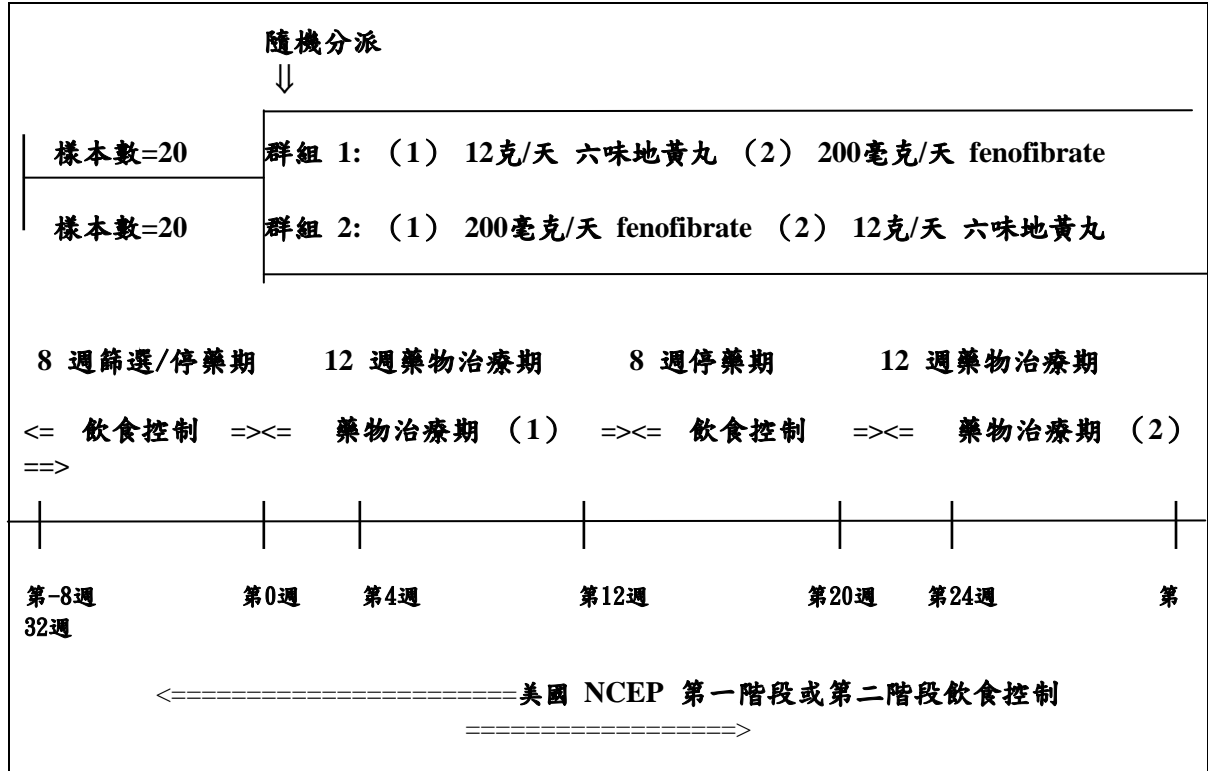 隨機分派
⇓
樣本數=20 群組 1: (1) 12克/天 六味地黃丸 (2) 200毫克/天 fenofibrate
樣本數=20 群組 2: (1) 200毫克/天 fenofibrate (2) 12克/天 六味地黃丸
8 週篩選/停藥期 12 週藥物治療期 8 週停藥期 12 週藥物治療期
<= 飲食控制 =><= 藥物治療期 (1) =><= 飲食控制 =><= 藥物治療期 (2)
==>
第-8週 第0週 第4週 第12週 第20週 第24週 第
32週
<======================美國 NCEP 第一階段或第二階段飲食控制
==================>